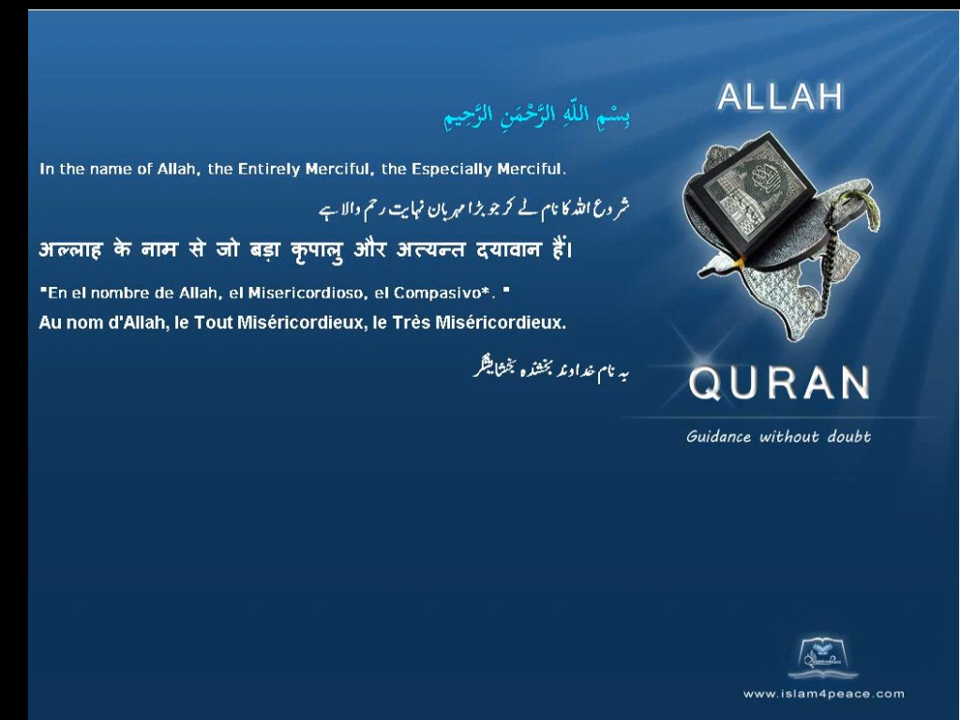 بِسْمِ اللّهِ الرَّحْمَنِ الرَّحِيمِ
In the name of Allah, the Entirely Merciful, the Especially Merciful.
شروع اللہ کا نام لے کر جو بڑا مہربان نہایت رحم والا ہے
अल्लाह के नाम से जो बड़ा कृपालु और अत्यन्त दयावान हैं।
"En el nombre de Allah, el Misericordioso, el Compasivo*. "
Au nom d'Allah, le Tout Miséricordieux, le Très Miséricordieux.
به نام خداوند بخشنده بخشایشگر
ALLAH
QURAN
Guidance without doubt
www.islam4peace.com